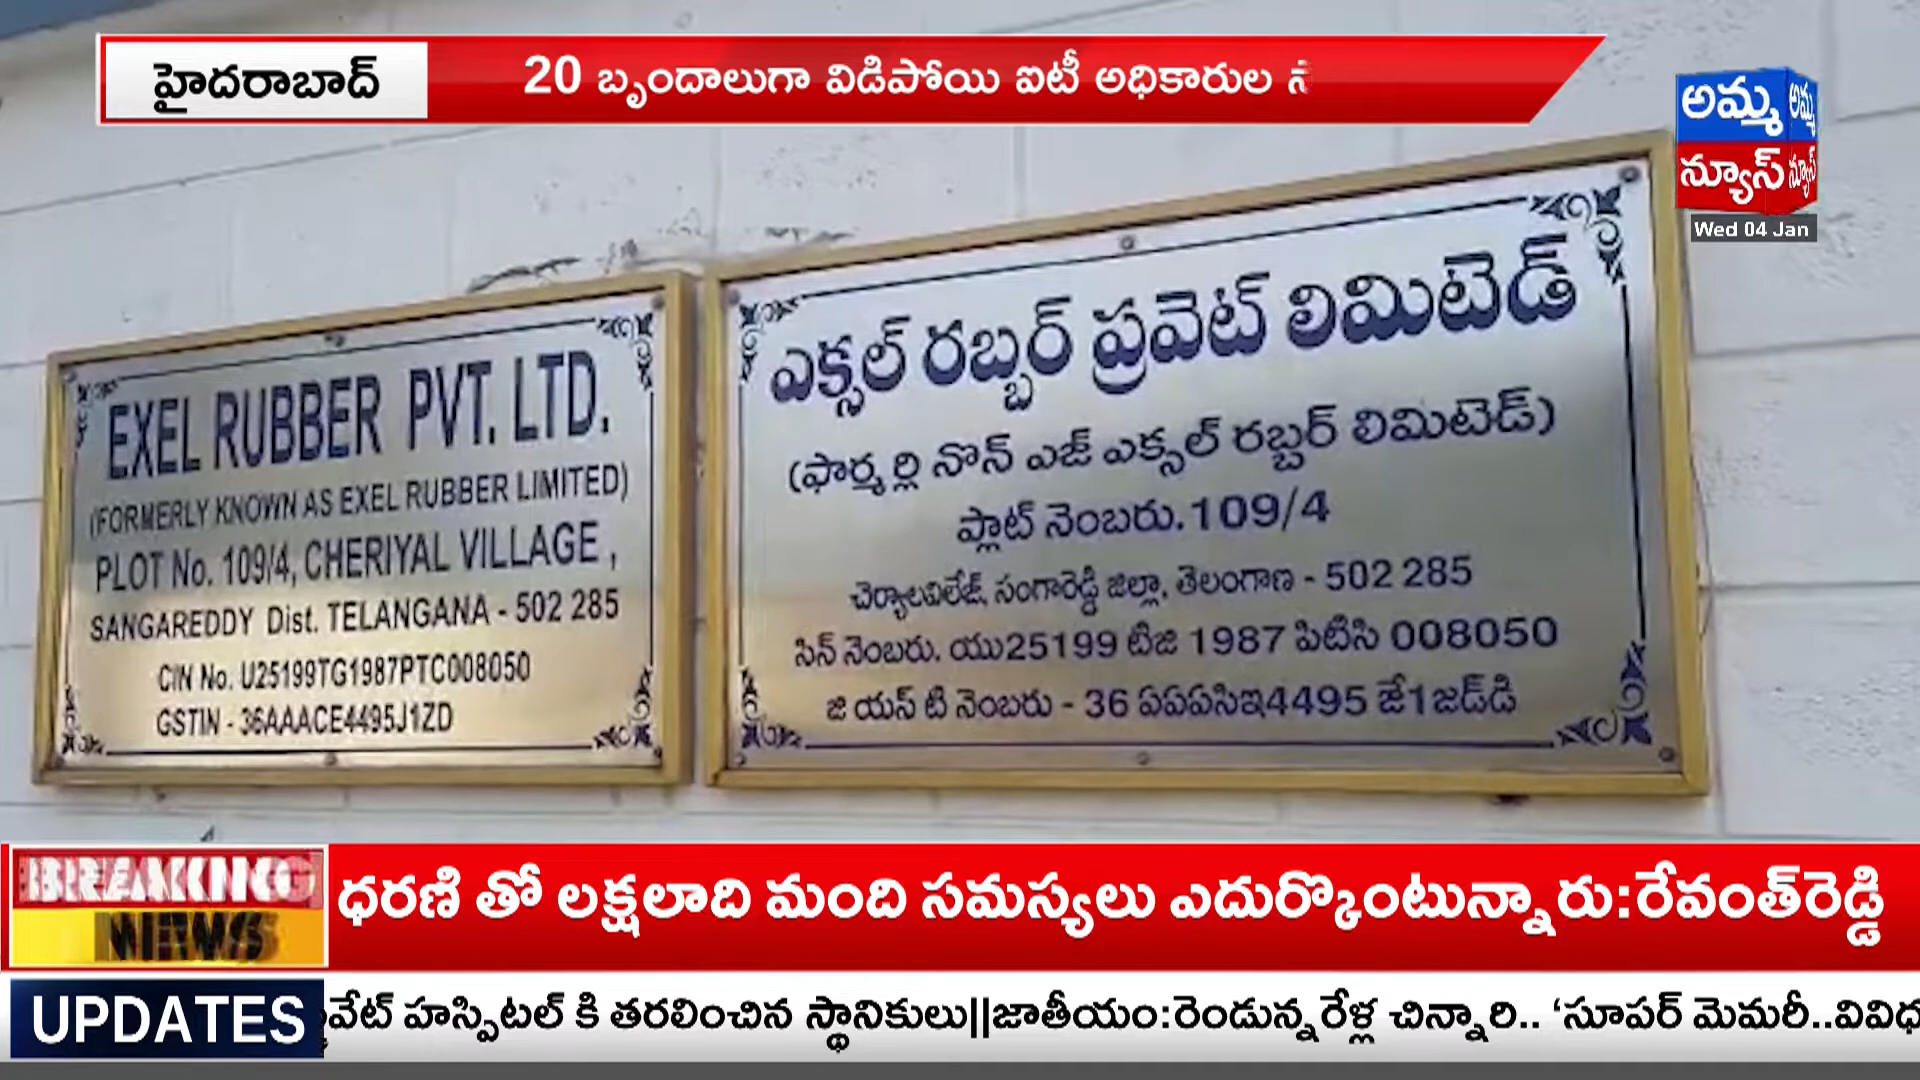 హైదరాబాద్
20 బృందాలుగా విడిపోయి ఐటీ అధికారుల
అమ్మ అమ్మ
న్యూస్ న్యూస్
Wed 04 Jan
EXEL RUBBER PVT. LTD.
(FORMERLY KNOWN AS EXEL RUBBER LIMITED)
PLOT No. 109/4, CHERIYAL VILLAGE ,
SANGAREDDY Dist. TELANGANA - 502 285
CIN No. U25199TG1987PTC008050
GSTIN - 36AAACE4495J1ZD
ఎక్సల్ రబ్బర్ ప్రవెట్ లిమిటెడ్
(ఫార్మర్లి నొన్ ఎజ్ ఎక్సల్ రబ్బర్ లిమిటెడ్)
ప్లాట్ నెంబరు.109/4
చెర్యాలవిలేజ్, సంగారెడ్డి జిల్లా, తెలంగాణ - 502 285
సిన్ నెంబరు. యు25199 టిజి 1987 పిటిసి 008050
జి యస్ టి నెంబరు - 36 ఏఏఏసిఇ4495 జే1జడ్‌డి
BREAKING
NEWS
ధరణి తో లక్షలాది మంది సమస్యలు ఎదుర్కొంటున్నారు:రేవంత్‌రెడ్డి
UPDATES
హస్పిటల్ కి తరలించిన స్థానికులు||జాతీయం:రెండున్నరేళ్ల చిన్నారి.. ‘సూపర్ మెమరీ..వివిధ